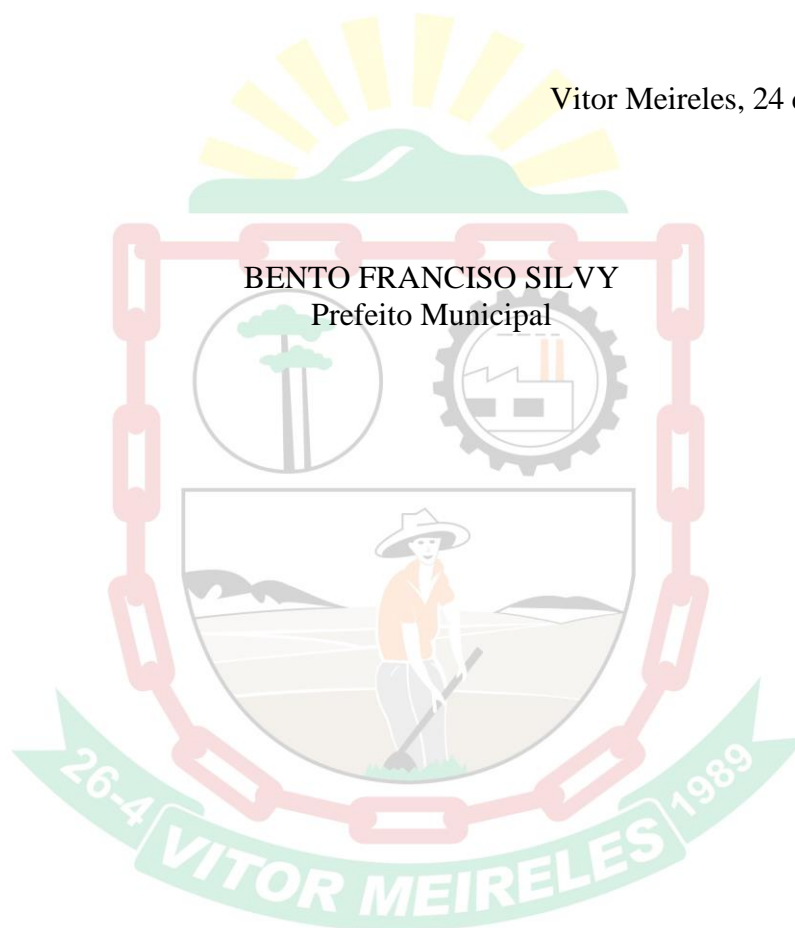 Vitor Meireles, 24
BENTO FRANCISO SILVY
Prefeito Municipal
26-4
1989
VITOR MEIRELES